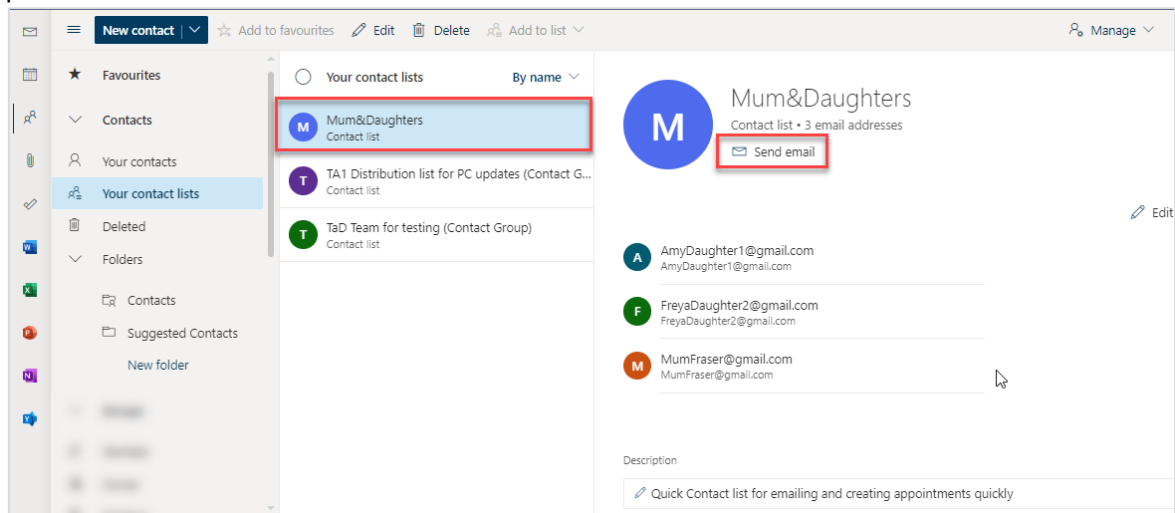 New contact
Add to favourites
Edit
Delete
Add to list
Manage
Favourites
Contacts
Your contacts
Your contact lists
Deleted
Folders
Contacts
Suggested Contacts
New folder
Your contact lists
By name
M
Mum&Daughters
Contact list
T
TA1 Distribution list for PC updates (Contact G...
Contact list
T
TaD Team for testing (Contact Group)
Contact list
M
Mum&Daughters
Contact list • 3 email addresses
Send email
Edit
A
AmyDaughter1@gmail.com
AmyDaughter1@gmail.com
F
FreyaDaughter2@gmail.com
FreyaDaughter2@gmail.com
M
MumFraser@gmail.com
MumFraser@gmail.com
Description
Quick Contact list for emailing and creating appointments quickly